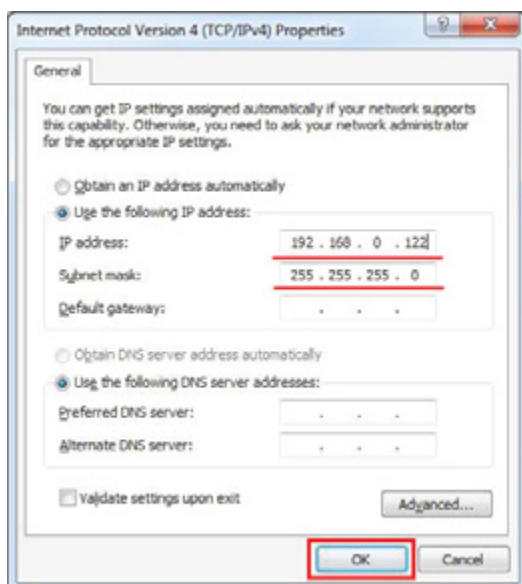 Internet Protocol Version 4 (TCP/IPv4) Properties
General
You can get IP settings assigned automatically if your network supports
this capability. Otherwise, you need to ask your network administrator
for the appropriate IP settings.
Obtain an IP address automatically
Use the following IP address:
IP address: 192 . 168 . 0 . 122
Subnet mask: 255 . 255 . 255 . 0
Default gateway: . . .
Obtain DNS server address automatically
Use the following DNS server addresses:
Preferred DNS server: . . .
Alternate DNS server: . . .
Validate settings upon exit
Advanced...
OK Cancel